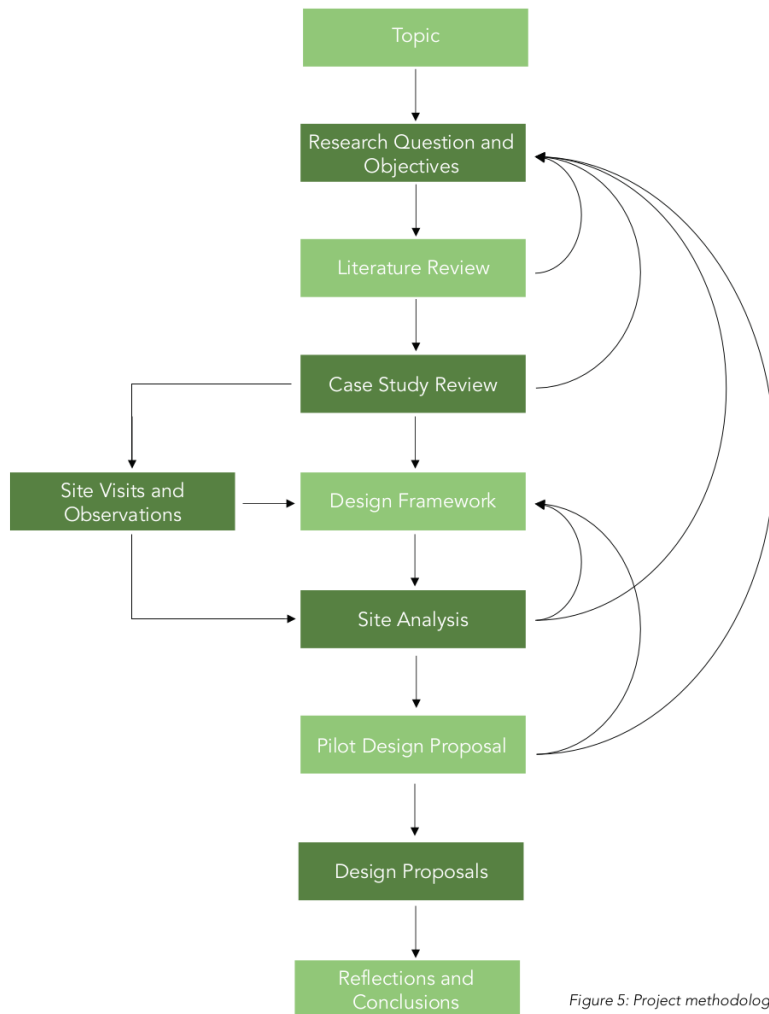 Topic
Research Question and
Objectives
Literature Review
Case Study Review
Site Visits and
Observations
Design Framework
Site Analysis
Pilot Design Proposal
Design Proposals
Reflections and
Conclusions
Figure 5: Project methodolog